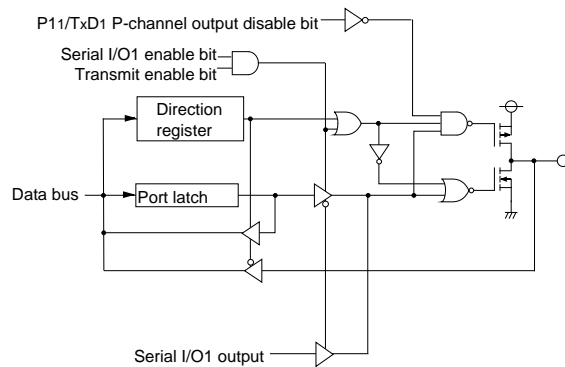 P11/TxD1 P-channel output disable bit
Serial I/O1 enable bit
Transmit enable bit
Direction
register
Data bus
Port latch
Serial I/O1 output